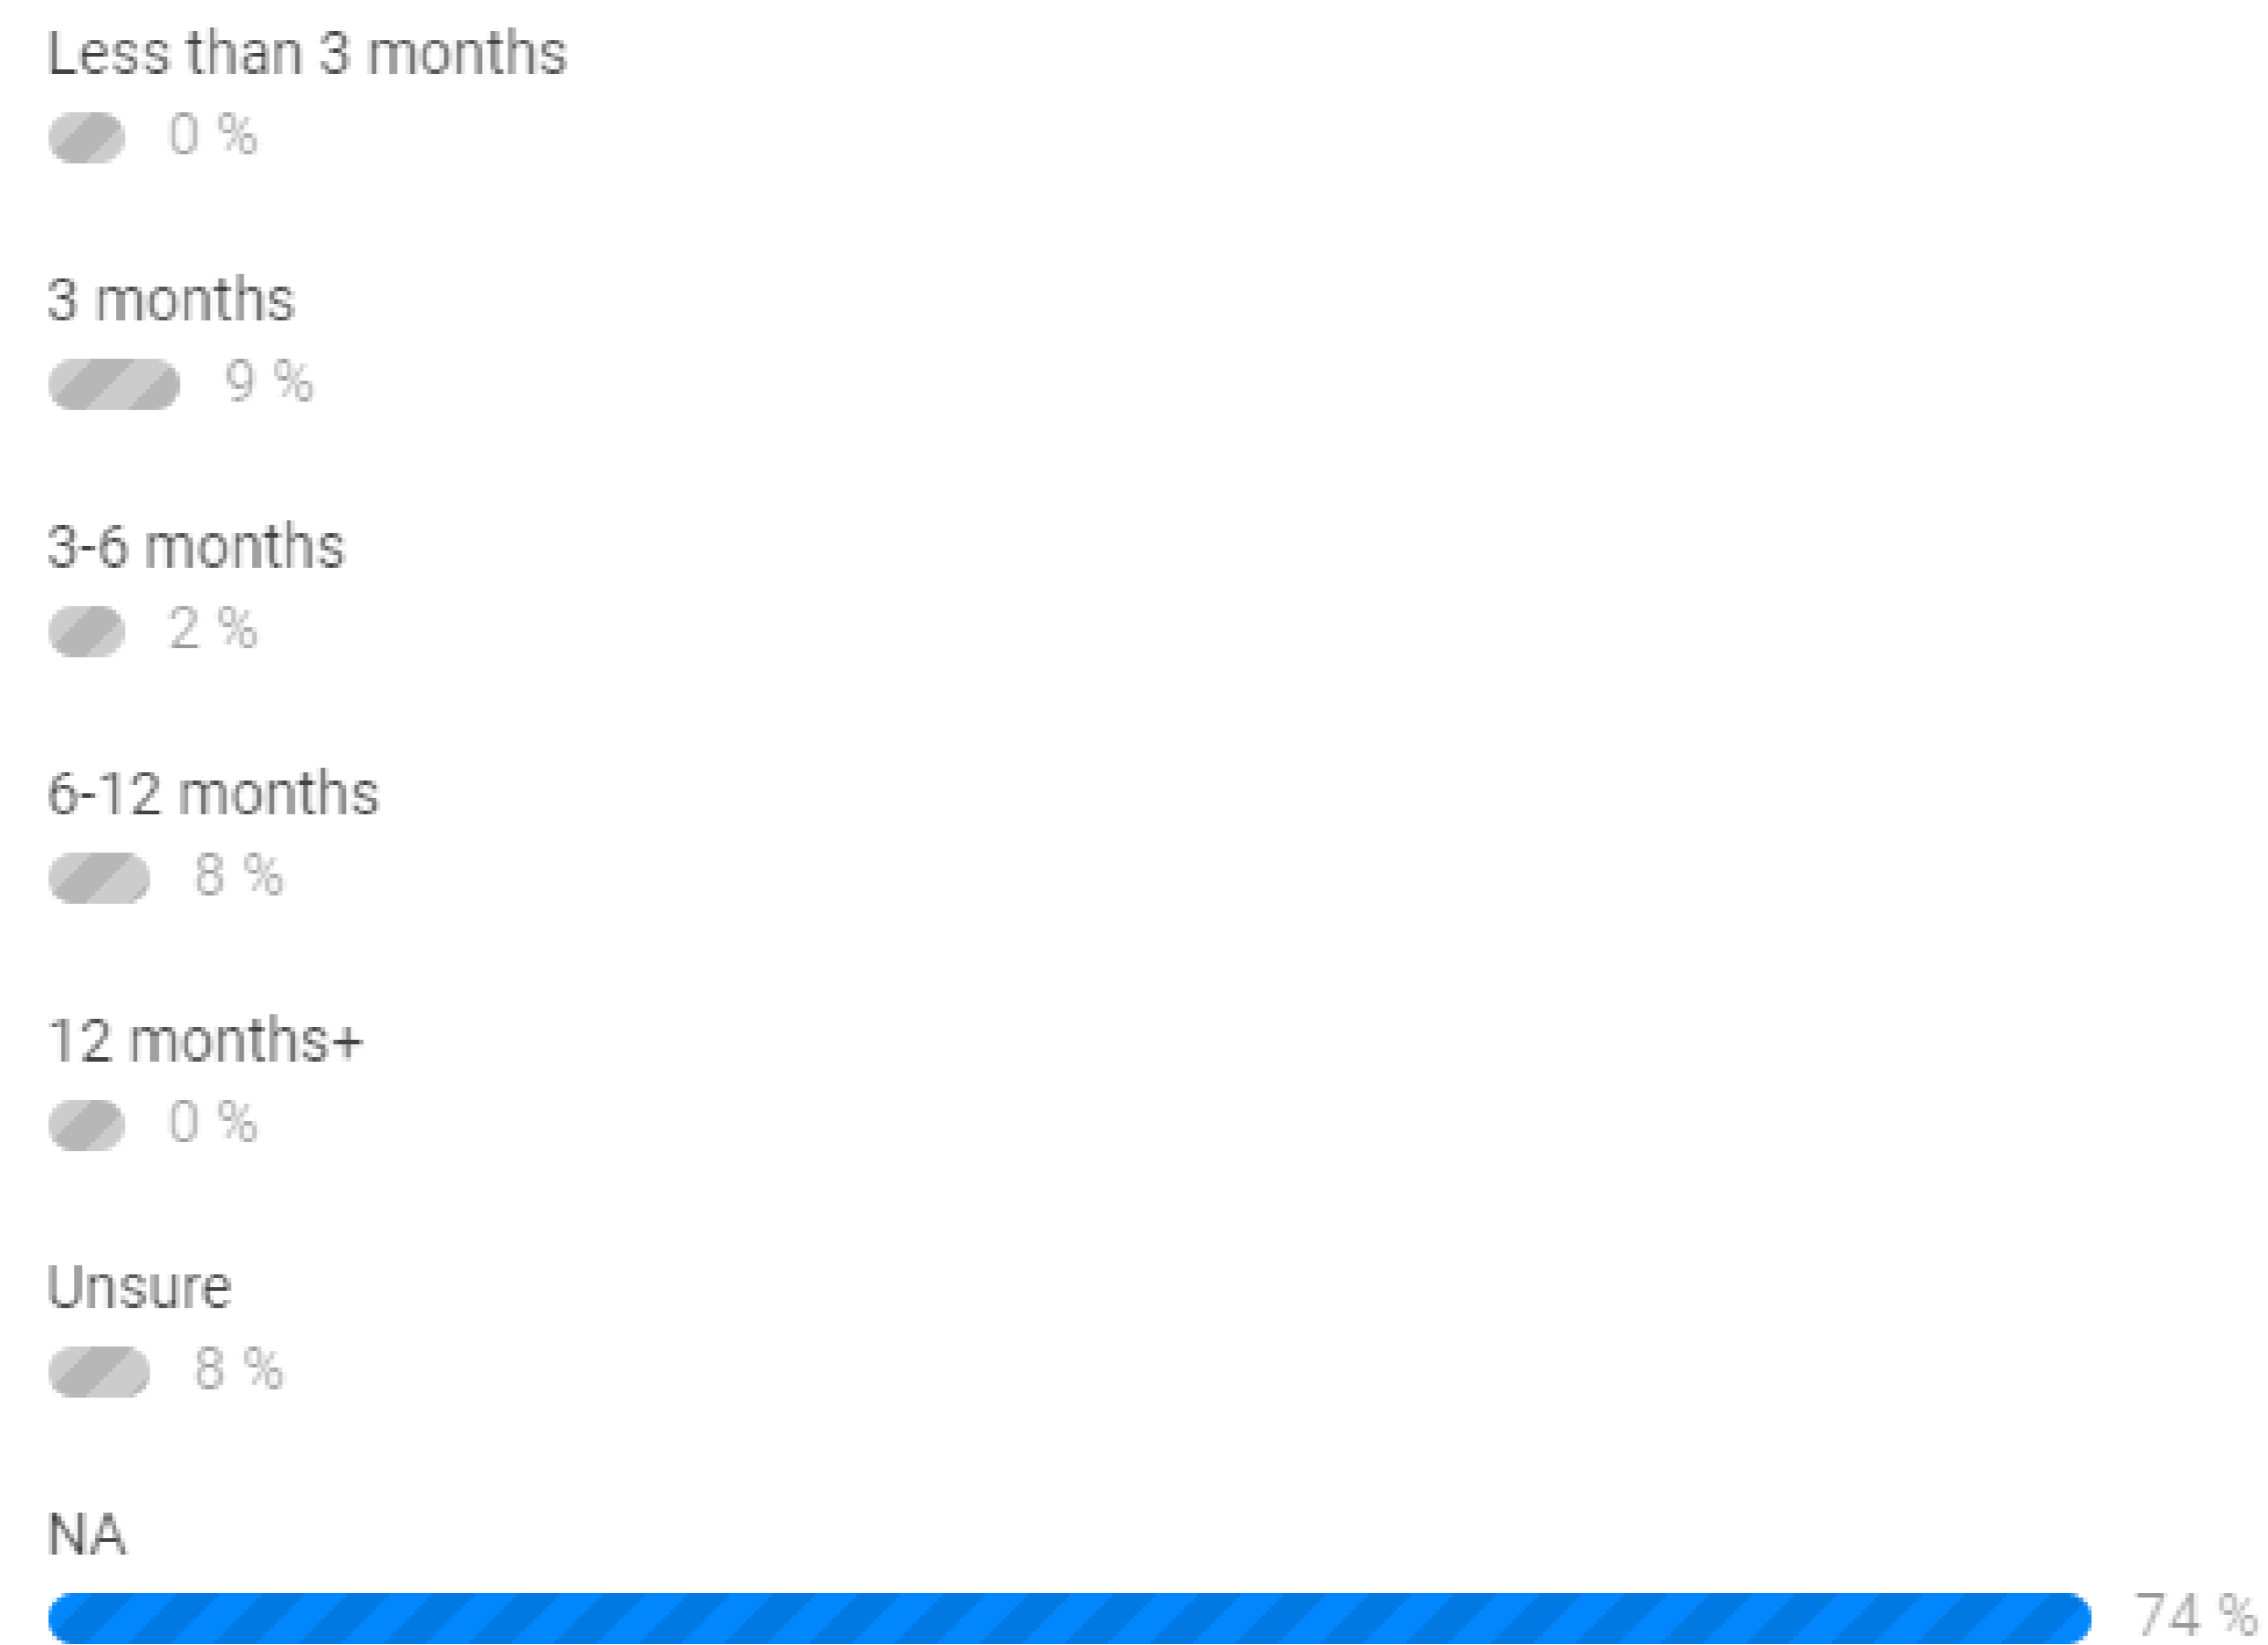 Less than 3 months
0 %
3 months
9 %
3-6 months
2 %
6-12 months
8 %
12 months+
0 %
Unsure
8 %
NA
74 %